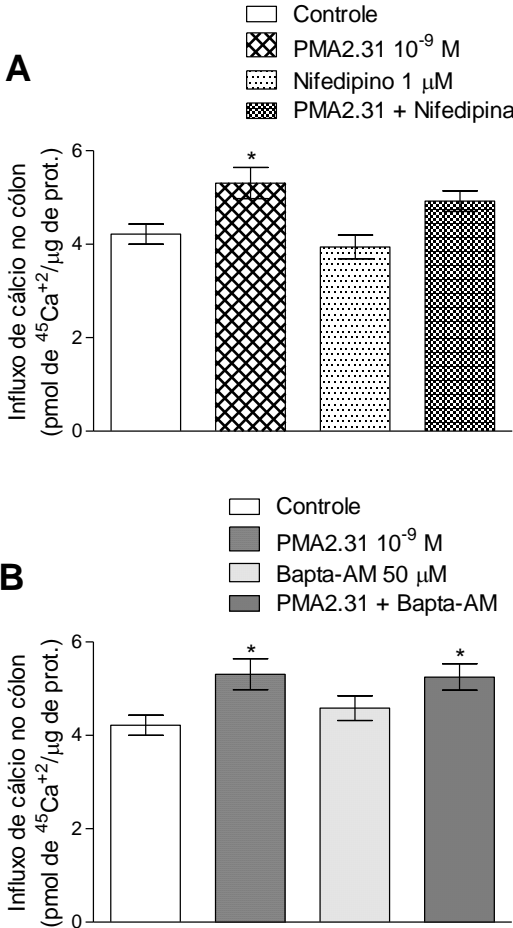 Controle
PMA2.31 10⁻⁹ M
Nifedipino 1 μM
PMA2.31 + Nifedipina
A
Influxo de cálcio no cólon
(pmol de ⁴⁵Ca⁺²/μg de prot.)
6
4
2
0
*
Controle
PMA2.31 10⁻⁹ M
Bapta-AM 50 μM
PMA2.31 + Bapta-AM
B
Influxo de cálcio no cólon
(pmol de ⁴⁵Ca⁺²/μg de prot.)
6
4
2
0
*
*